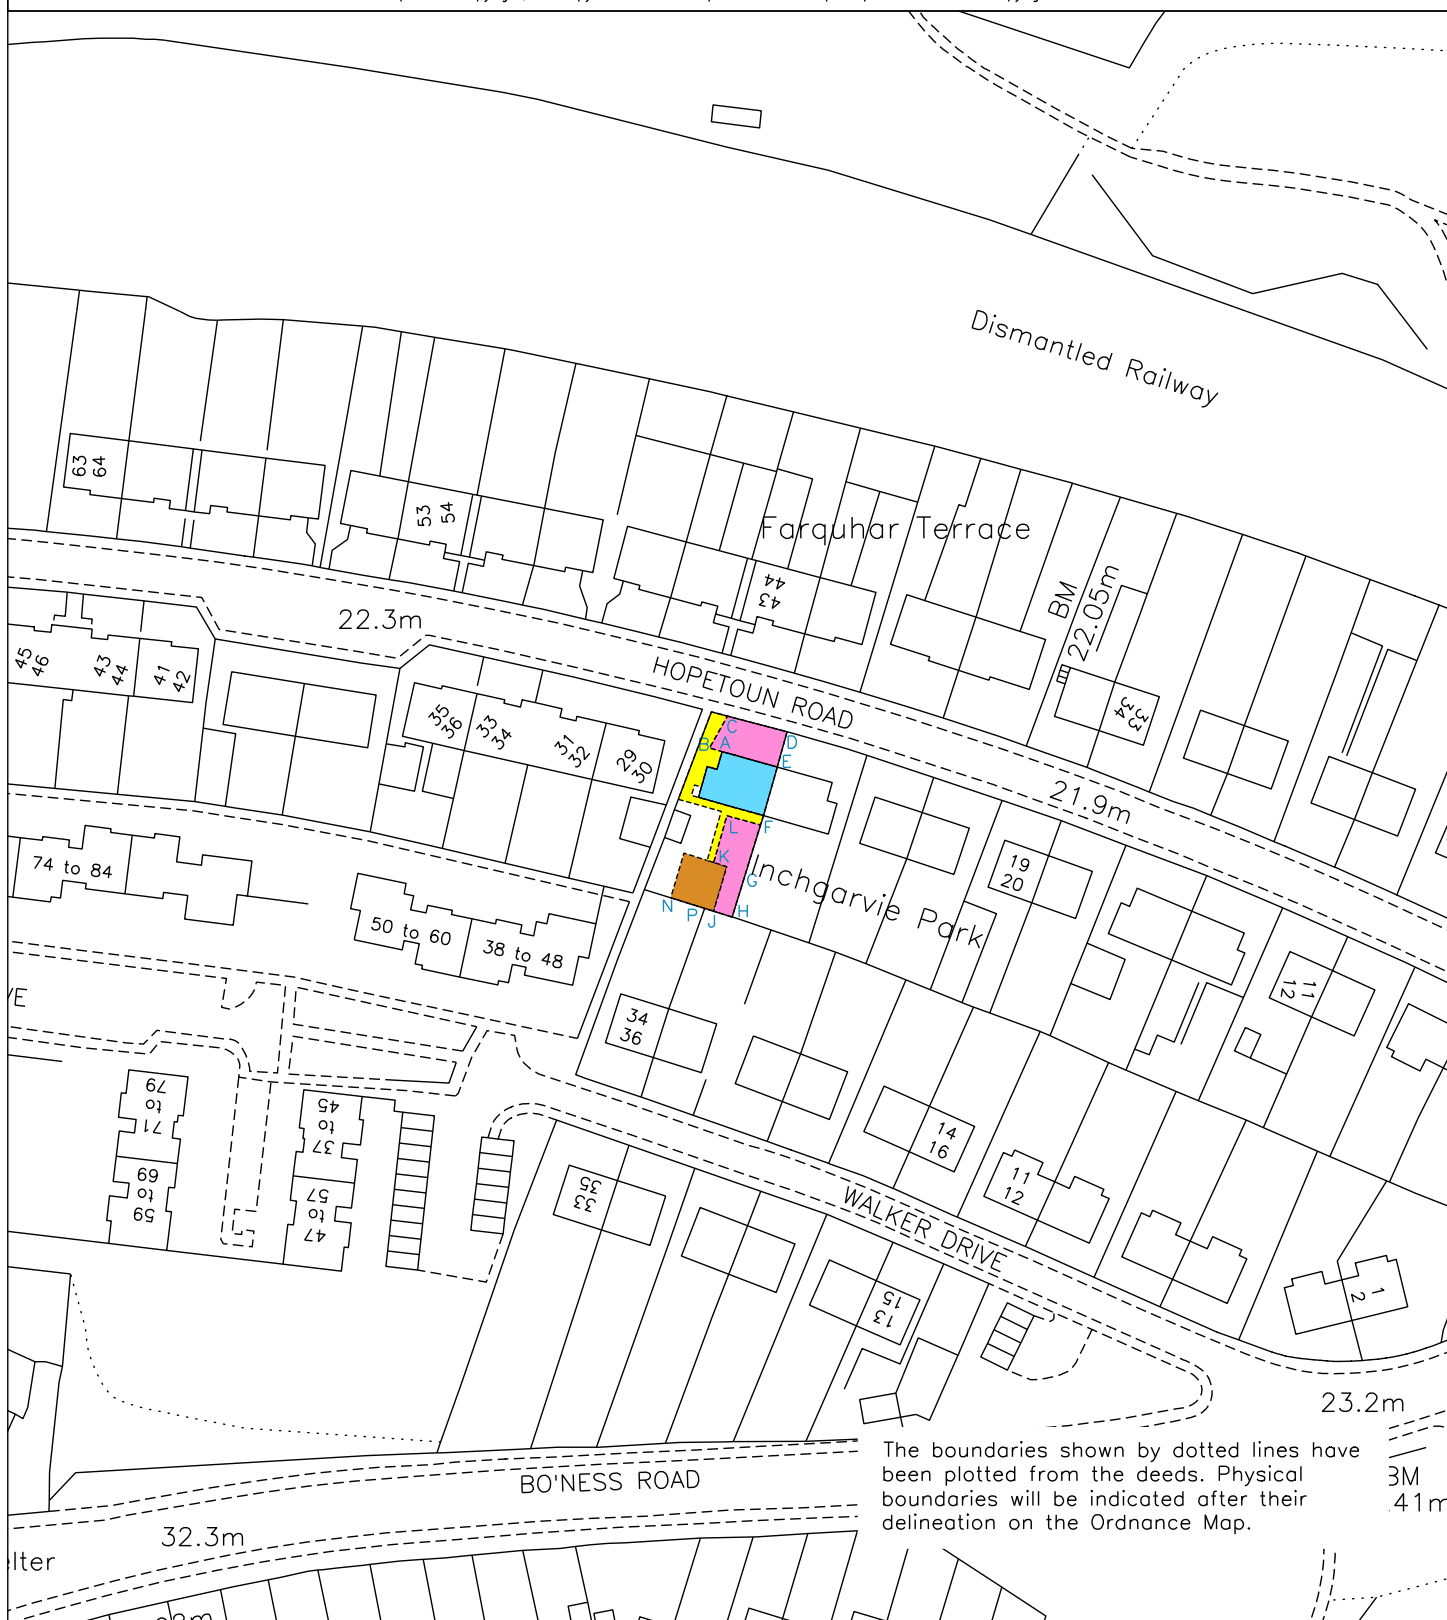 Dismantled Railway
63
64
53
54
Farquhar Terrace
44
43
BM
22.05m
22.3m
HOPETOUN ROAD
45
46
43
44
41
42
35
36
33
34
31
32
29
30
33
34
C
B A
D
E
21.9m
L
F
K
G
N
P
J
H
Inchgarvie Park
19
20
74 to 84
50 to 60
38 to 48
11
12
34
36
79
to
71
69
to
59
45
to
37
57
to
47
14
16
11
12
35
33
WALKER DRIVE
15
13
1
2
23.2m
The boundaries shown by dotted lines have
been plotted from the deeds. Physical
boundaries will be indicated after their
delineation on the Ordnance Map.
BO'NESS ROAD
32.3m